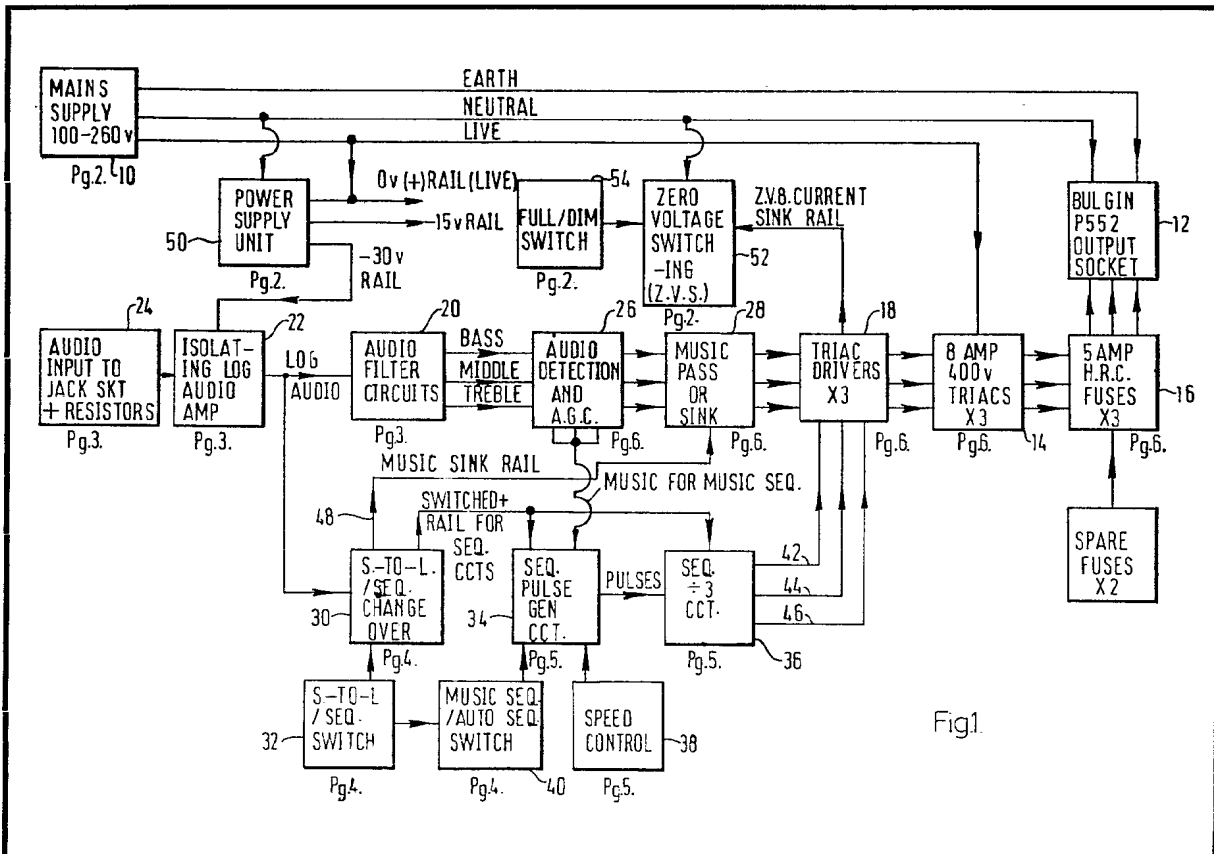 EARTH
NEUTRAL
LIVE
MAINS
SUPPLY
100-260v
Pg.2.
10
POWER
SUPPLY
UNIT
50
Pg.2.
0v (+) RAIL (LIVE)
15v RAIL
-30v
RAIL
54
FULL/DIM
SWITCH
Pg.2.
ZERO
VOLTAGE
SWITCH
-ING
(Z.V.S.)
52
Pg.2.
Z.V.8. CURRENT
SINK RAIL
BULGIN
P552
OUTPUT
SOCKET
12
24
AUDIO
INPUT TO
JACK SKT
+ RESISTORS
Pg.3.
22
ISOLAT-
ING LOG
AUDIO
AMP
Pg.3.
LOG
AUDIO
20
AUDIO
FILTER
CIRCUITS
Pg.3.
BASS
MIDDLE
TREBLE
26
AUDIO
DETECTION
AND
A.G.C.
Pg.6.
28
MUSIC
PASS
OR
SINK
Pg.6.
18
TRIAC
DRIVERS
X3
Pg.6.
8 AMP
400v
TRIACS
X3
Pg.6.
14
5 AMP
H.R.C.
FUSES
X3
16
Pg.6.
SPARE
FUSES
X2
MUSIC SINK RAIL
MUSIC FOR MUSIC SEQ.
48
SWITCHED+
RAIL FOR
SEQ.
CCTS
S.-TO-L.
/SEQ.
CHANGE
OVER
30
Pg.4.
SEQ.
PULSE
GEN
CCT.
34
Pg.5.
PULSES
SEQ.
÷3
CCT.
36
Pg.5.
42
44
46
S.-TO-L
/SEQ.
SWITCH
32
Pg.4.
MUSIC SEQ.
/AUTO SEQ.
SWITCH
Pg.4.
40
SPEED
CONTROL
38
Pg.5.
Fig.1.